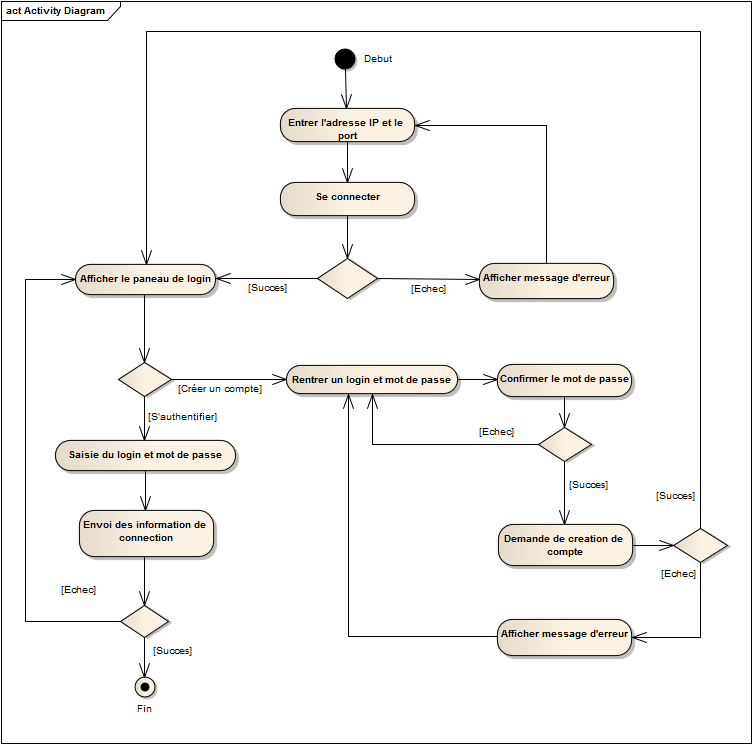 act Activity Diagram
Debut
Entrer l'adresse IP et le
port
Se connecter
Afficher le paneau de login
[Succes]
[Echec]
Afficher message d'erreur
[Créer un compte]
Rentrer un login et mot de passe
Confirmer le mot de passe
[S'authentifier]
[Echec]
Saisie du login et mot de passe
[Succes]
[Succes]
Envoi des information de
connection
Demande de creation de
compte
[Echec]
[Echec]
Afficher message d'erreur
[Succes]
Fin